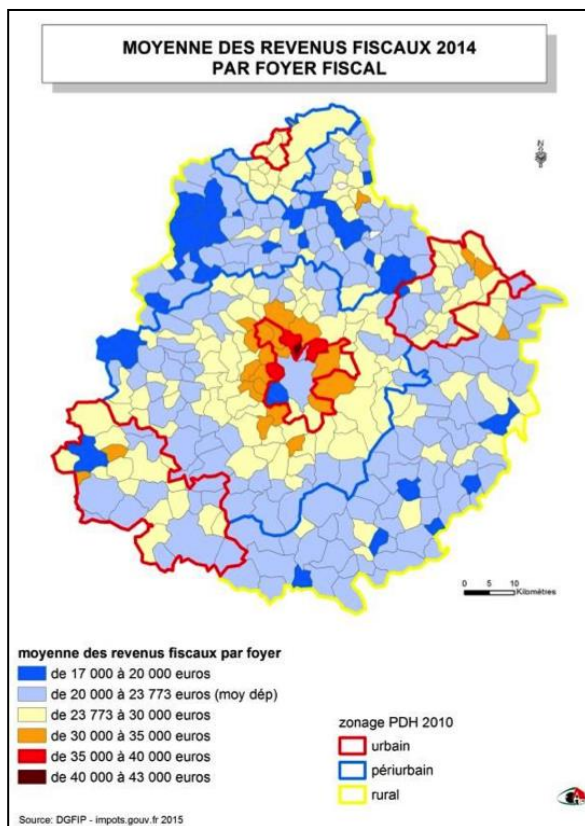 MOYENNE DES REVENUS FISCAUX 2014
PAR FOYER FISCAL
0 5 10
Kilomètres
moyenne des revenus fiscaux par foyer
de 17 000 à 20 000 euros
de 20 000 à 23 773 euros (moy dép)
de 23 773 à 30 000 euros
de 30 000 à 35 000 euros
de 35 000 à 40 000 euros
de 40 000 à 43 000 euros
zonage PDH 2010
urbain
périurbain
rural
Source: DGFIP - impots.gouv.fr 2015